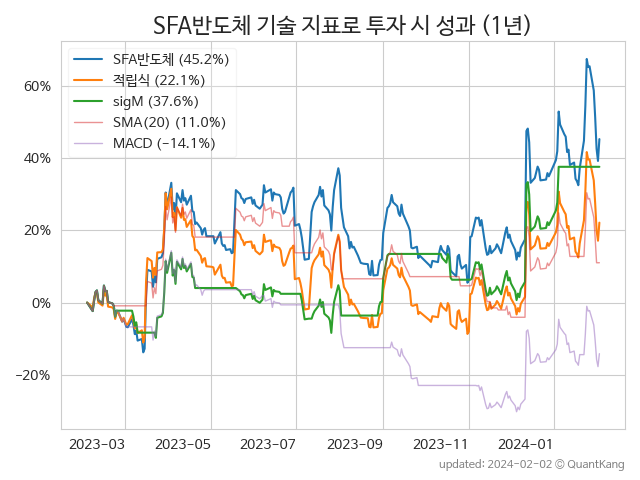 SFA반도체 기술 지표로 투자 시 성과 (1년)
SFA반도체 (45.2%)
적립식 (22.1%)
sigM (37.6%)
SMA(20) (11.0%)
MACD (−14.1%)
60%
40%
20%
0%
−20%
2023-03 2023-05 2023-07 2023-09 2023-11 2024-01
updated: 2024-02-02 ⓒ QuantKang